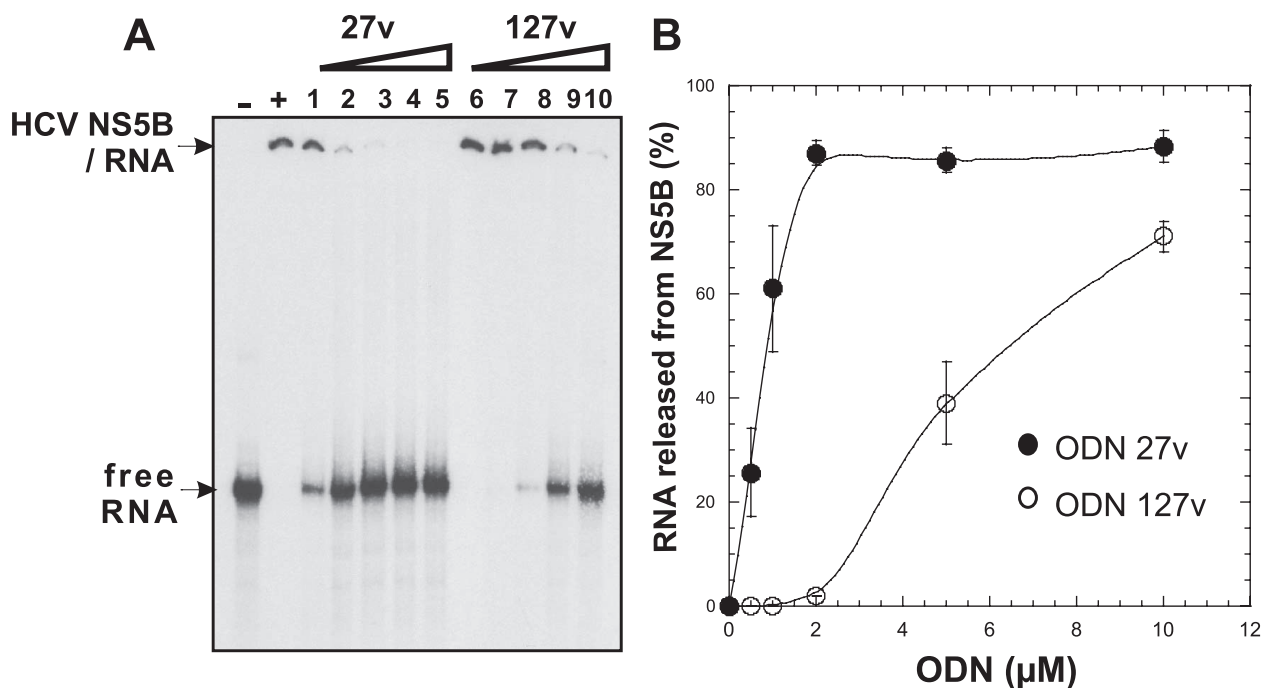 A
27v
127v
- + 1 2 3 4 5 6 7 8 9 10
HCV NS5B
/ RNA
free
RNA
B
100
80
60
40
20
0
0 2 4 6 8 10 12
RNA released from NS5B (%)
ODN (µM)
ODN 27v
ODN 127v